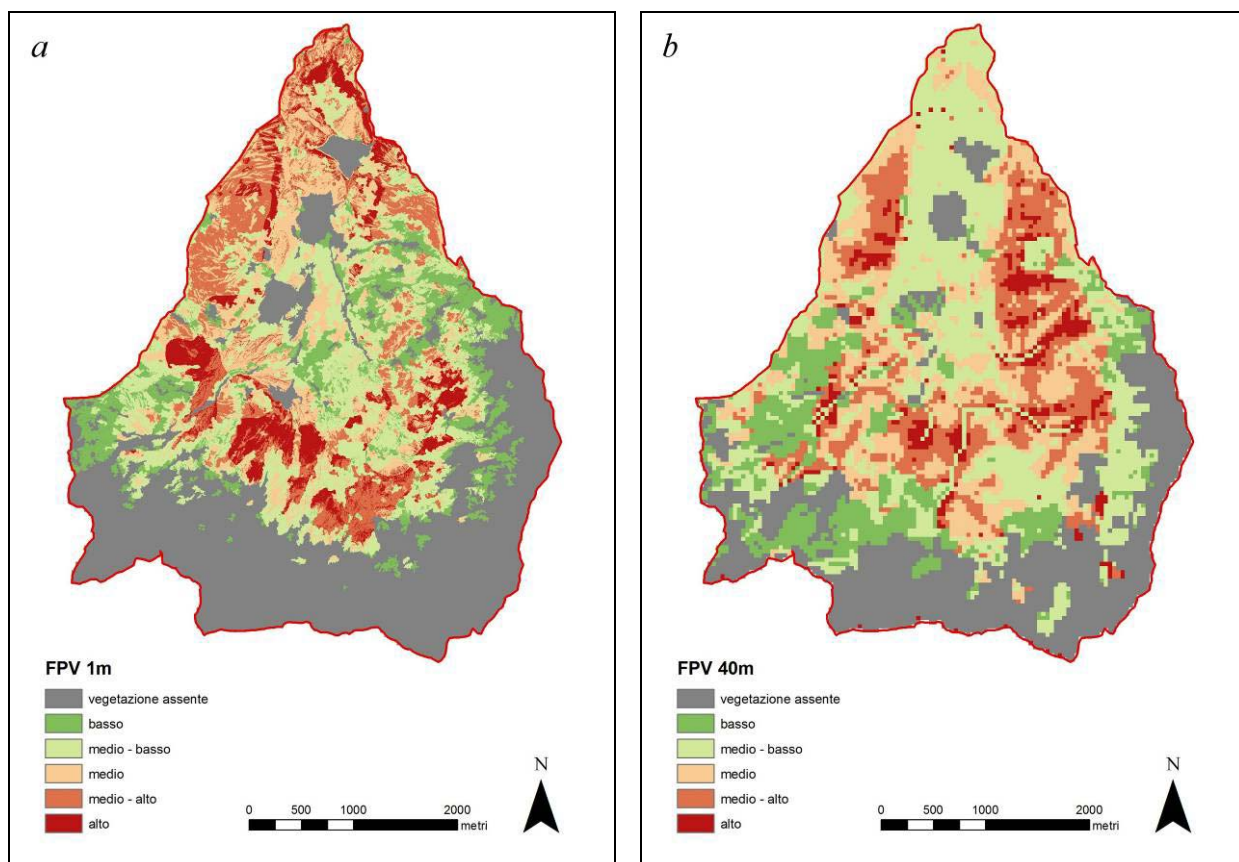 a
FPV 1m
vegetazione assente
basso
medio - basso
medio
medio - alto
alto
0 500 1000 2000
metri
N
b
FPV 40m
vegetazione assente
basso
medio - basso
medio
medio - alto
alto
0 500 1000 2000
metri
N